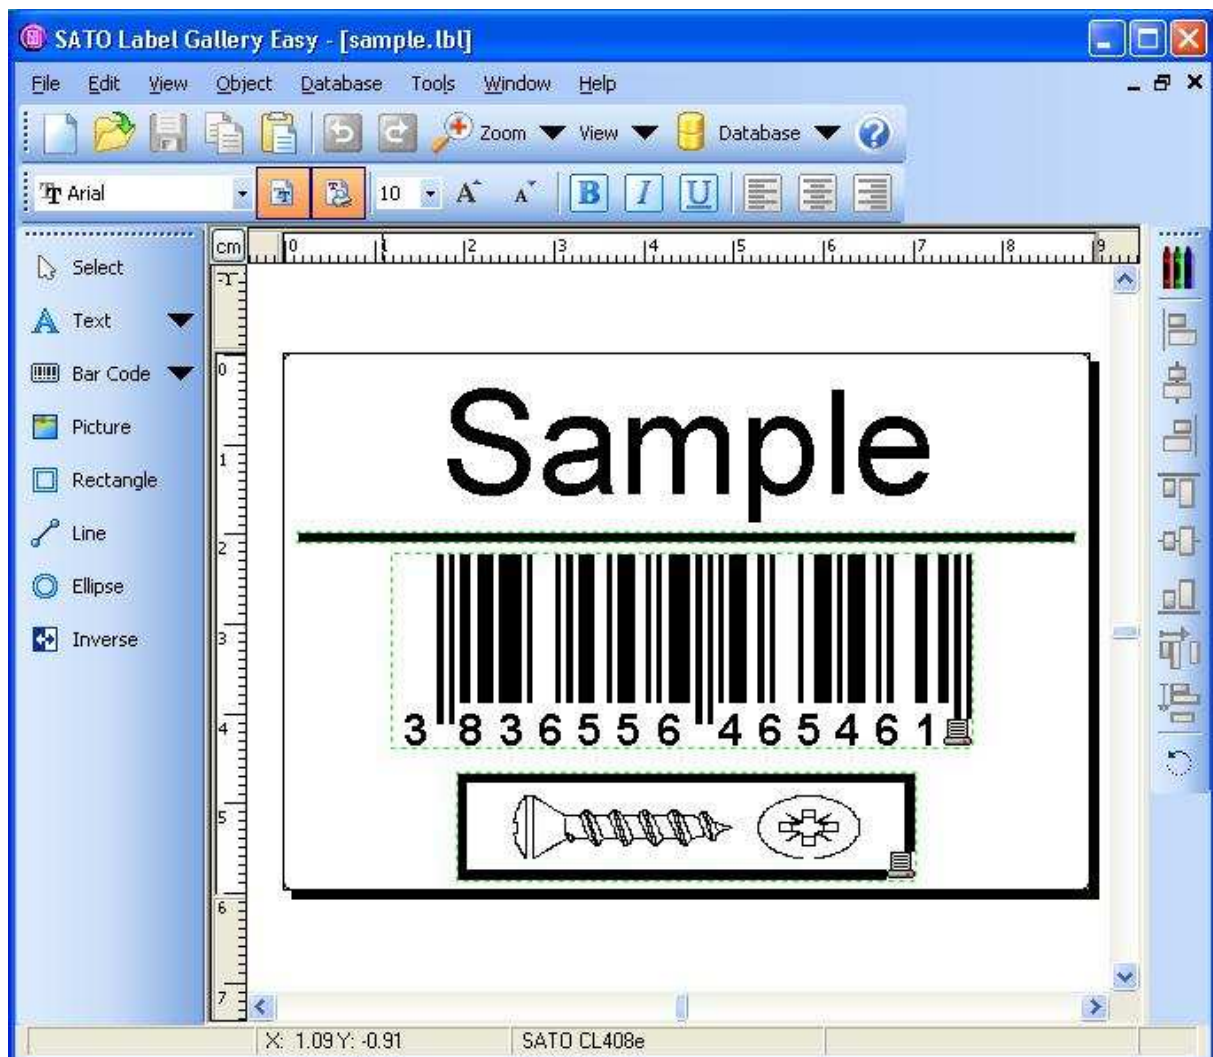 SATO Label Gallery Easy - [sample.lbl]
File Edit View Object Database Tools Window Help
Zoom View Database
Arial 10 A A B I U
Select
Text
Bar Code
Picture
Rectangle
Line
Ellipse
Inverse
cm 0 1 2 3 4 5 6 7 8 9
-1
0
1
2
3
4
5
6
7
Sample
3 836556 465461
X: 1.09 Y: -0.91 SATO CL408e